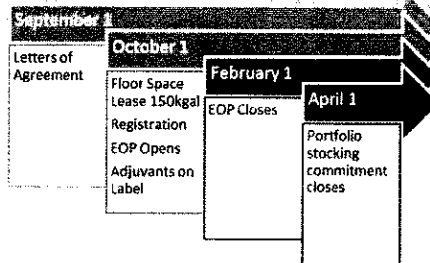 September 1
Letters of
Agreement
October 1
Floor Space
Lease 150kgal
Registration
EOP Opens
Adjuvants on
Label
February 1
EOP Closes
April 1
Portfolio
stocking
commitment
closes